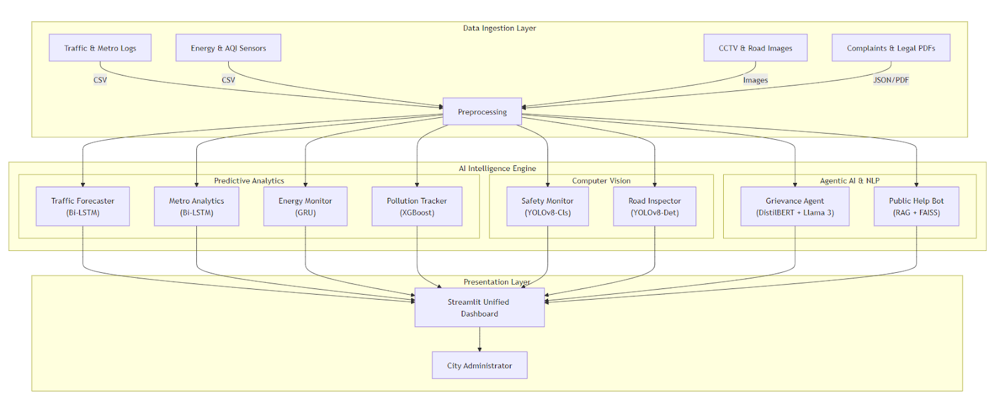 Data Ingestion Layer
Traffic & Metro Logs
Energy & AQI Sensors
CCTV & Road Images
Complaints & Legal PDFs
CSV
CSV
Images
JSON/PDF
Preprocessing
AI Intelligence Engine
Predictive Analytics
Computer Vision
Agentic AI & NLP
Traffic Forecaster
(Bi-LSTM)
Metro Analytics
(Bi-LSTM)
Energy Monitor
(GRU)
Pollution Tracker
(XGBoost)
Safety Monitor
(YOLOv8-Cls)
Road Inspector
(YOLOv8-Det)
Grievance Agent
(DistilBERT + Llama 3)
Public Help Bot
(RAG + FAISS)
Presentation Layer
Streamlit Unified
Dashboard
City Administrator